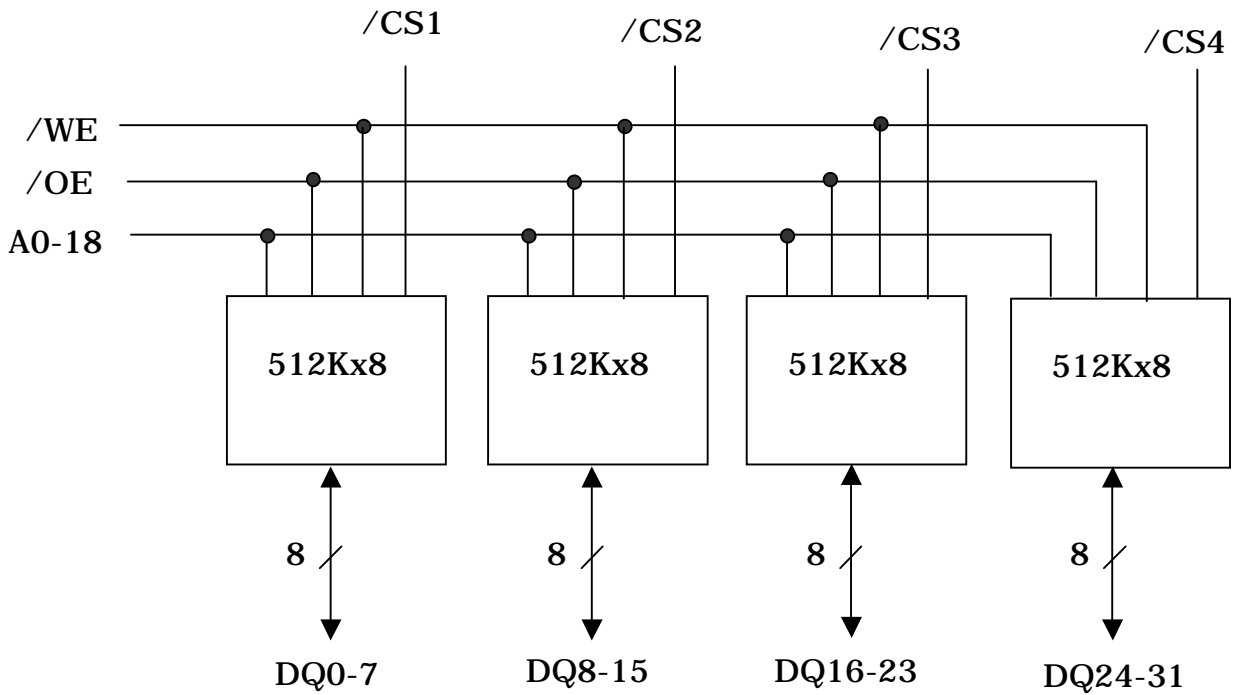 /CS1
/CS2
/CS3
/CS4
/WE
/OE
A0-18
512Kx8
512Kx8
512Kx8
512Kx8
8
8
8
8
DQ0-7
DQ8-15
DQ16-23
DQ24-31